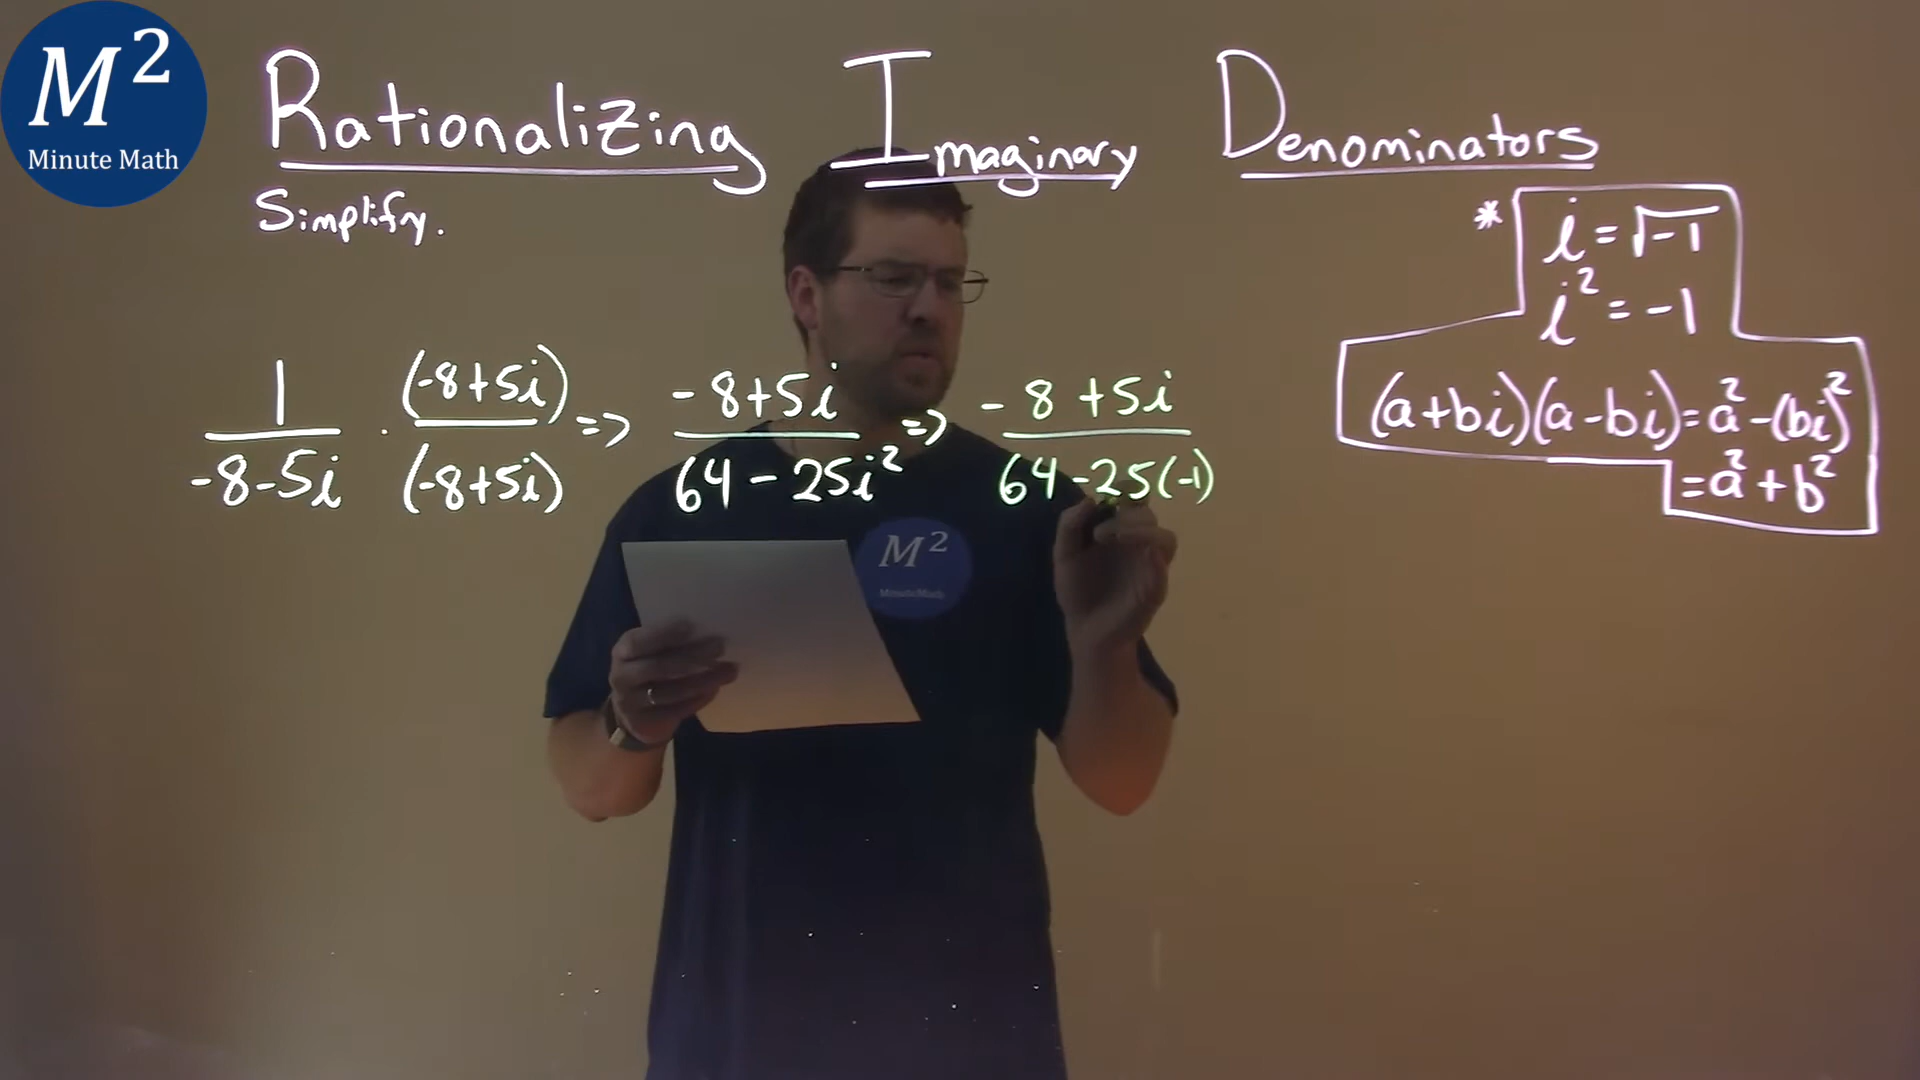 M²
Minute Math
Rationalizing Imaginary Denominators
Simplify.
* i = √-1
i² = -1
(a+bi)(a-bi) = a² - (bi)²
= a² + b²
1/(-8-5i) · (-8+5i)/(-8+5i) => (-8+5i)/(64-25i²) => (-8+5i)/(64-25(-1))
M²
MinuteMath